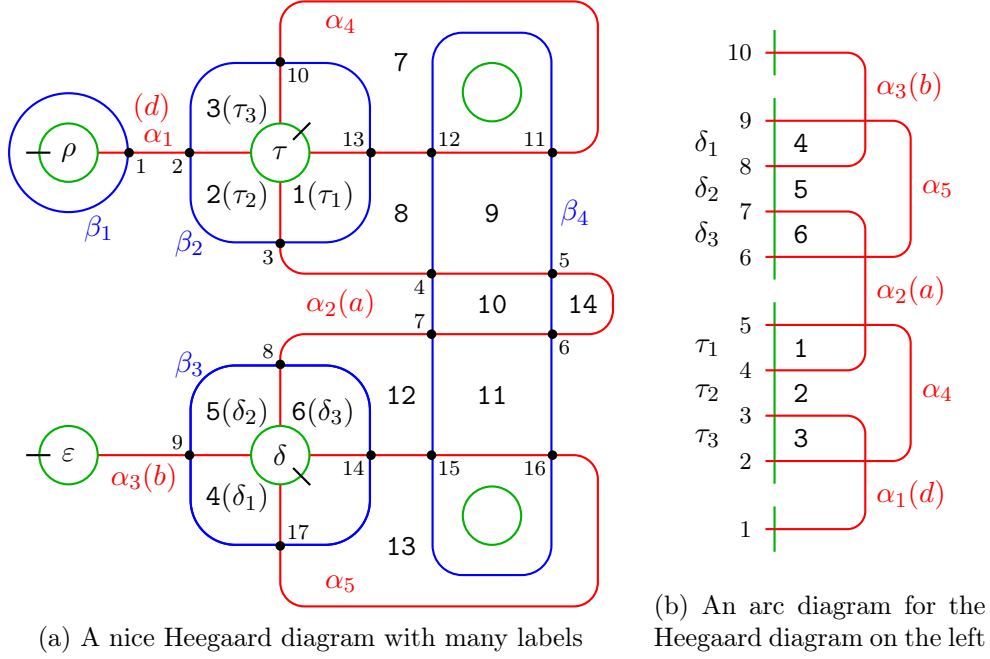 α₄
7
10
(d)
α₁
3(τ₃)
ρ
τ
13
12
11
1
2
2(τ₂)
1(τ₁)
8
9
β₄
β₁
β₂
3
4
5
α₂(a)
10
14
7
6
β₃
8
12
11
5(δ₂)
6(δ₃)
9
ε
δ
α₃(b)
14
15
16
4(δ₁)
17
13
α₅
(a) A nice Heegaard diagram with many labels
10
α₃(b)
9
δ₁
4
8
δ₂
5
α₅
7
δ₃
6
6
α₂(a)
5
τ₁
1
4
τ₂
2
α₄
3
τ₃
3
2
α₁(d)
1
(b) An arc diagram for the
Heegaard diagram on the left